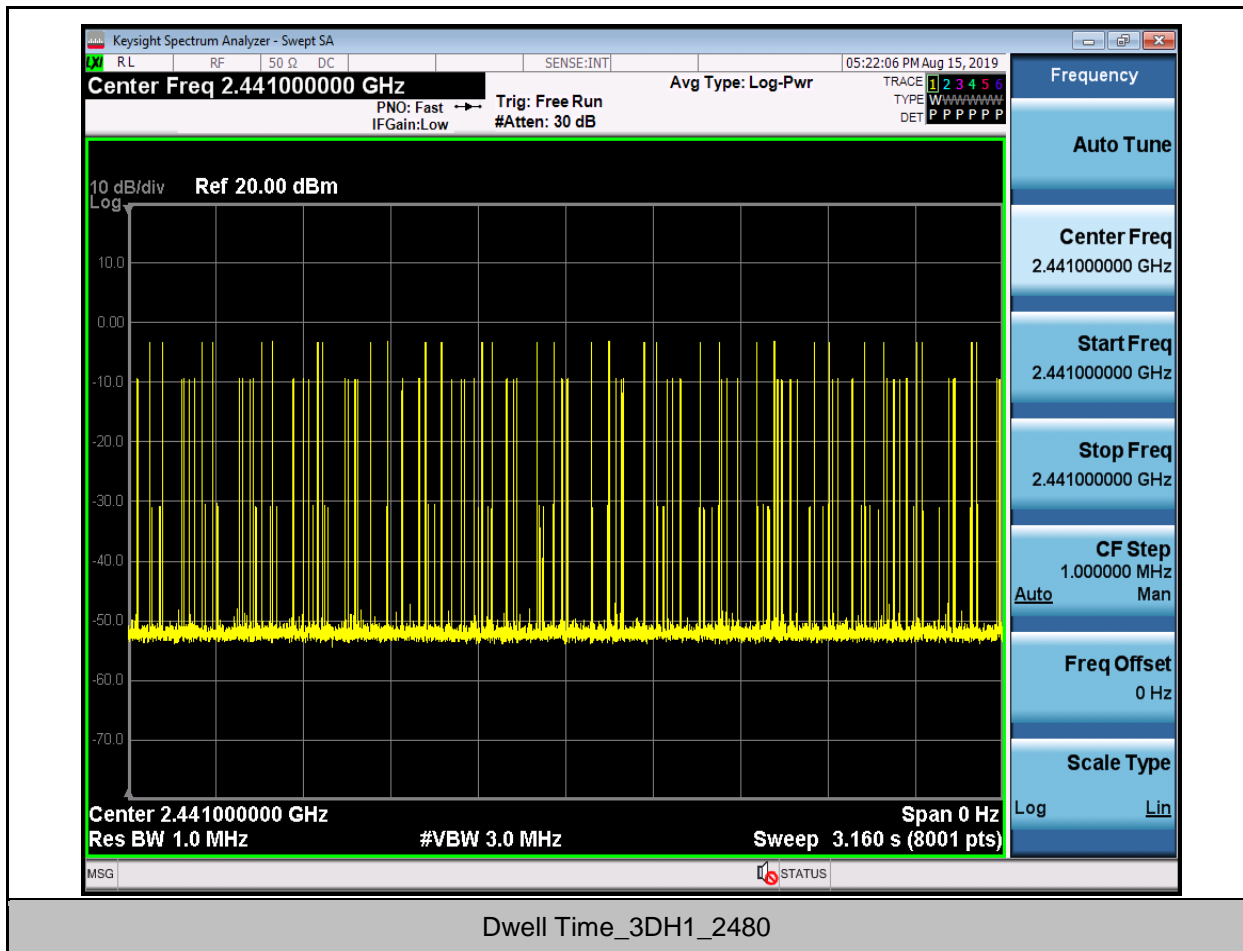 Keysight Spectrum Analyzer - Swept SA
LXI RL RF 50 Ω DC SENSE:INT 05:22:06 PM Aug 15, 2019
Center Freq 2.441000000 GHz
PNO: Fast
IFGain:Low
Trig: Free Run
#Atten: 30 dB
Avg Type: Log-Pwr
TRACE 1 2 3 4 5 6
TYPE WWWWWW
DET P P P P P P
10 dB/div Ref 20.00 dBm
Log
10.0
0.00
-10.0
-20.0
-30.0
-40.0
-50.0
-60.0
-70.0
Center 2.441000000 GHz Span 0 Hz
Res BW 1.0 MHz #VBW 3.0 MHz Sweep 3.160 s (8001 pts)
MSG STATUS
Frequency
Auto Tune
Center Freq
2.441000000 GHz
Start Freq
2.441000000 GHz
Stop Freq
2.441000000 GHz
CF Step
1.000000 MHz
Auto Man
Freq Offset
0 Hz
Scale Type
Log Lin
Dwell Time_3DH1_2480